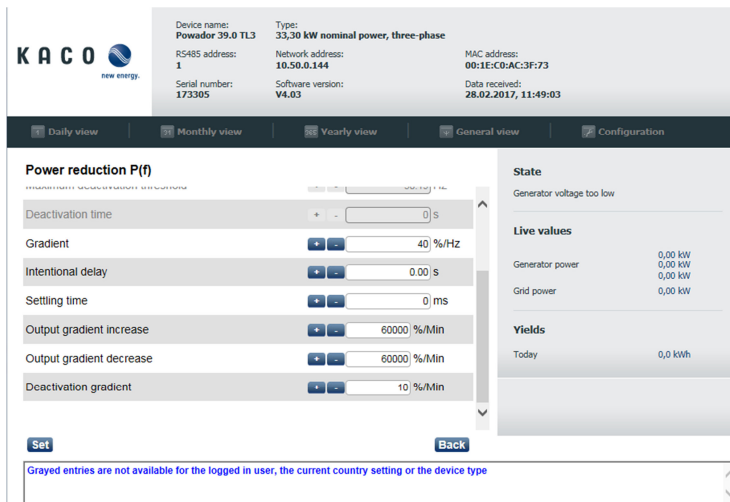 KACO
new energy.
Device name:
Powador 39.0 TL3
Type:
33,30 kW nominal power, three-phase
RS485 address:
1
Network address:
10.50.0.144
MAC address:
00:1E:C0:AC:3F:73
Serial number:
173305
Software version:
V4.03
Data received:
28.02.2017, 11:49:03
1 Daily view
31 Monthly view
365 Yearly view
General view
Configuration
Power reduction P(f)
Maximum deactivation threshold + - Hz
Deactivation time + - 0 s
Gradient + - 40 %/Hz
Intentional delay + - 0.00 s
Settling time + - 0 ms
Output gradient increase + - 60000 %/Min
Output gradient decrease + - 60000 %/Min
Deactivation gradient + - 10 %/Min
Set
Back
State
Generator voltage too low
Live values
Generator power
0,00 kW
0,00 kW
0,00 kW
Grid power 0,00 kW
Yields
Today 0,0 kWh
Grayed entries are not available for the logged in user, the current country setting or the device type